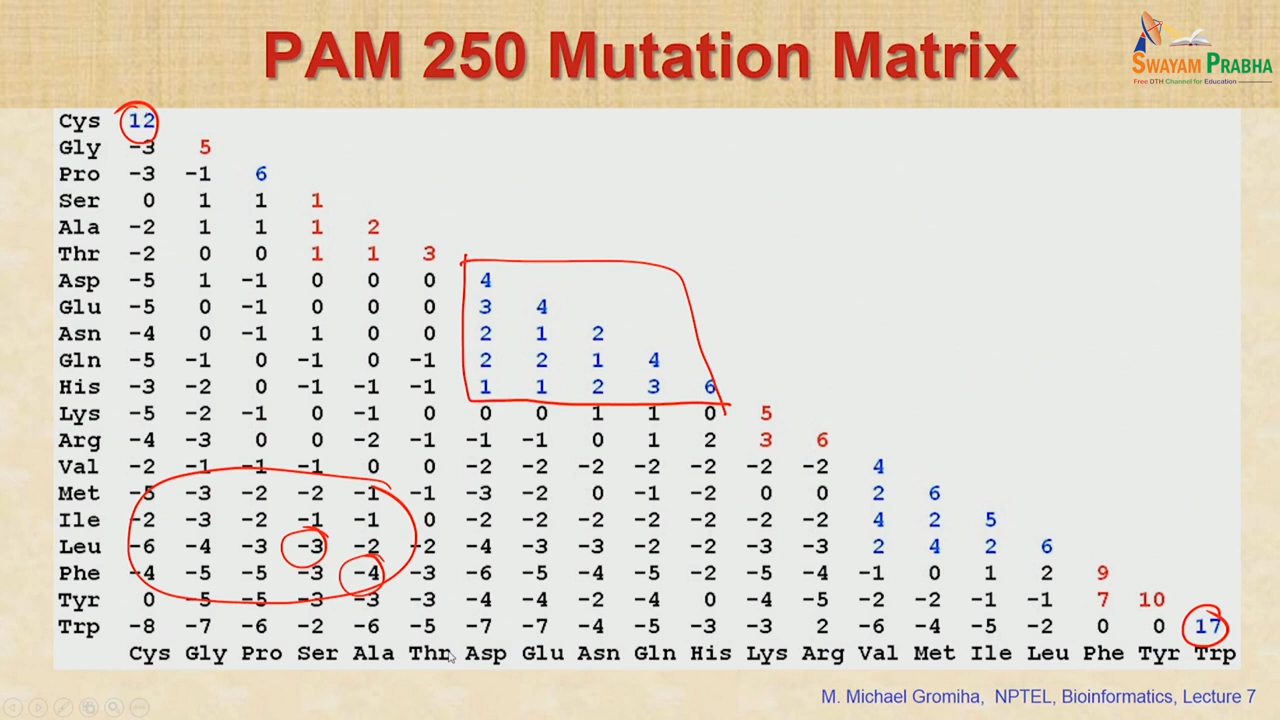 PAM 250 Mutation Matrix
SWAYAM PRABHA
Free DTH Channel for Education
Cys 12
Gly -3 5
Pro -3 -1 6
Ser 0 1 1 1
Ala -2 1 1 1 2
Thr -2 0 0 1 1 3
Asp -5 1 -1 0 0 0 4
Glu -5 0 -1 0 0 0 3 4
Asn -4 0 -1 1 0 0 2 1 2
Gln -5 -1 0 -1 0 -1 2 2 1 4
His -3 -2 0 -1 -1 -1 1 1 2 3 6
Lys -5 -2 -1 0 -1 0 0 0 1 1 0 5
Arg -4 -3 0 0 -2 -1 -1 -1 0 1 2 3 6
Val -2 -1 -1 -1 0 0 -2 -2 -2 -2 -2 -2 -2 4
Met -5 -3 -2 -2 -1 -1 -3 -2 0 -1 -2 0 0 2 6
Ile -2 -3 -2 -1 -1 0 -2 -2 -2 -2 -2 -2 -2 4 2 5
Leu -6 -4 -3 -3 -2 -2 -4 -3 -3 -2 -2 -3 -3 2 4 2 6
Phe -4 -5 -5 -3 -4 -3 -6 -5 -4 -5 -2 -5 -4 -1 0 1 2 9
Tyr 0 -5 -5 -3 -3 -3 -4 -4 -2 -4 0 -4 -5 -2 -2 -1 -1 7 10
Trp -8 -7 -6 -2 -6 -5 -7 -7 -4 -5 -3 -3 2 -6 -4 -5 -2 0 0 17
Cys Gly Pro Ser Ala Thr Asp Glu Asn Gln His Lys Arg Val Met Ile Leu Phe Tyr Trp
M. Michael Gromiha, NPTEL, Bioinformatics, Lecture 7